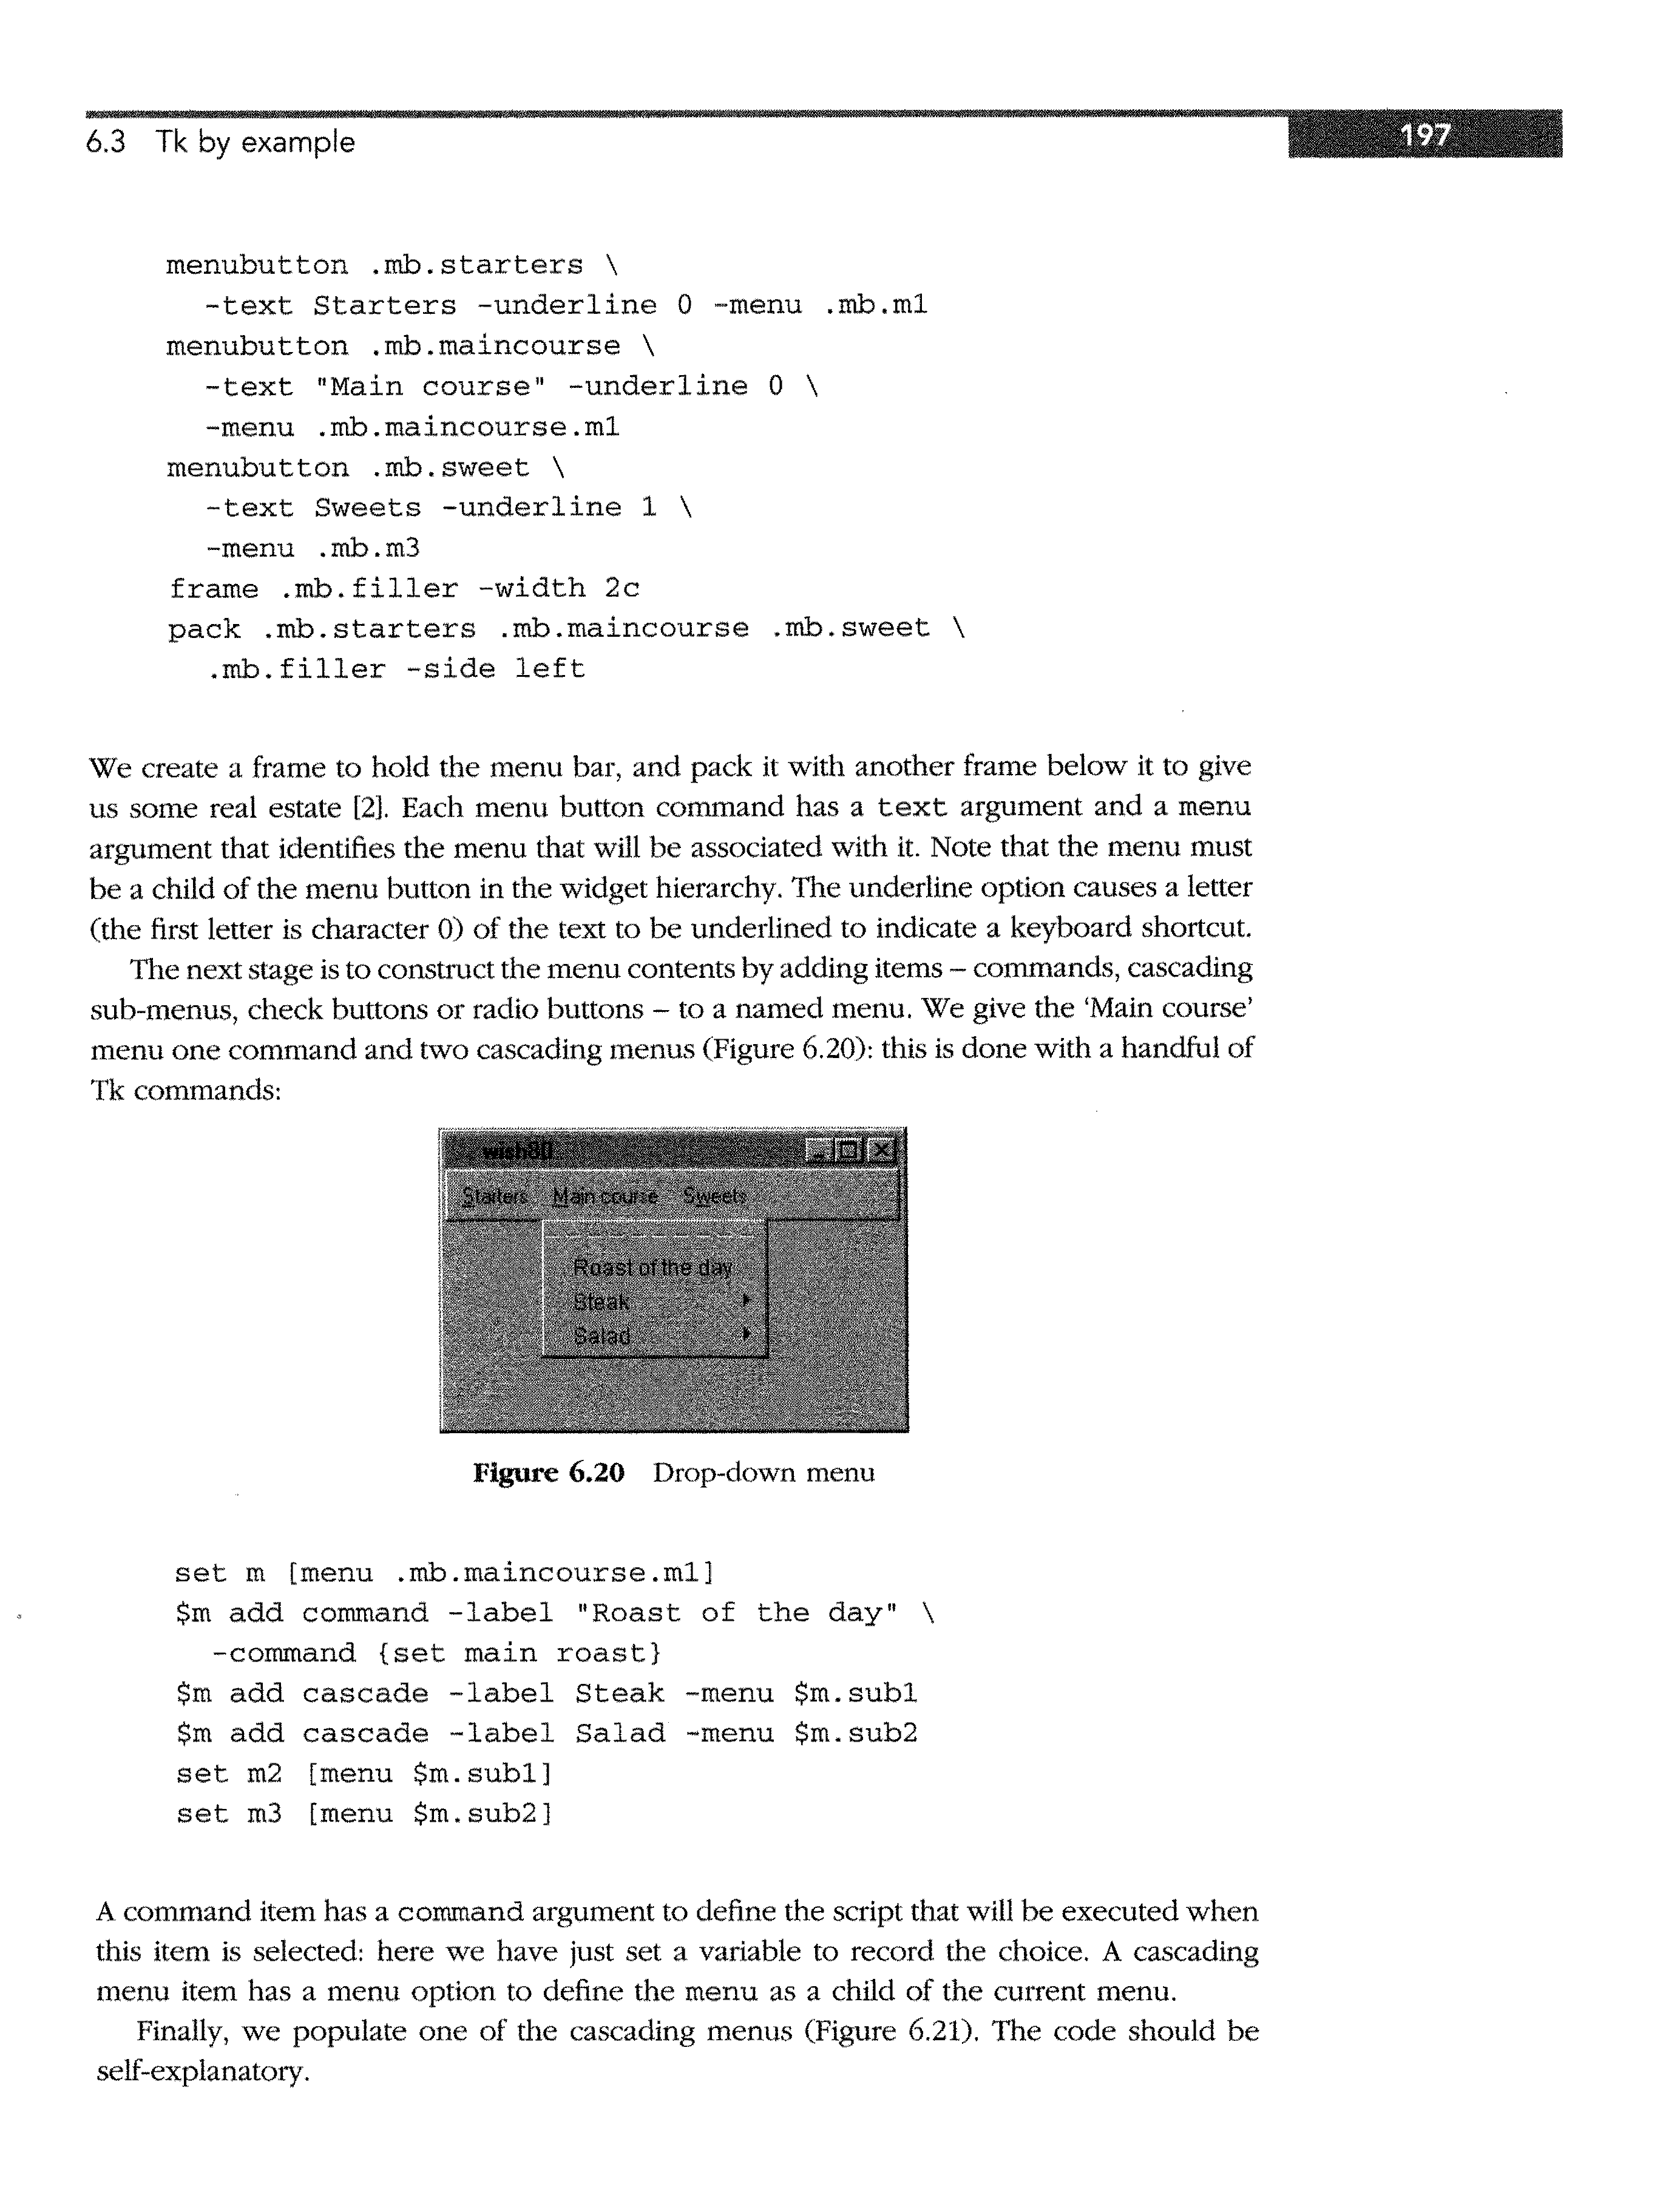 6.3 Tk by example
197
menubutton .mb.starters \
-text Starters -underline 0 -menu .mb.m1
menubutton .mb.maincourse \
-text "Main course" -underline 0 \
-menu .mb.maincourse.m1
menubutton .mb.sweet \
-text Sweets -underline 1 \
-menu .mb.m3
frame .mb.filler -width 2c
pack .mb.starters .mb.maincourse .mb.sweet \
.mb.filler -side left
We create a frame to hold the menu bar, and pack it with another frame below it to give
us some real estate [2]. Each menu button command has a text argument and a menu
argument that identifies the menu that will be associated with it. Note that the menu must
be a child of the menu button in the widget hierarchy. The underline option causes a letter
(the first letter is character 0) of the text to be underlined to indicate a keyboard shortcut.
The next stage is to construct the menu contents by adding items – commands, cascading
sub-menus, check buttons or radio buttons – to a named menu. We give the ‘Main course’
menu one command and two cascading menus (Figure 6.20): this is done with a handful of
Tk commands:
wish80
Starters Main course Sweets
Roast of the day
Steak
Salad
Figure 6.20 Drop-down menu
set m [menu .mb.maincourse.m1]
$m add command -label "Roast of the day" \
-command {set main roast}
$m add cascade -label Steak -menu $m.sub1
$m add cascade -label Salad -menu $m.sub2
set m2 [menu $m.sub1]
set m3 [menu $m.sub2]
A command item has a command argument to define the script that will be executed when
this item is selected: here we have just set a variable to record the choice. A cascading
menu item has a menu option to define the menu as a child of the current menu.
Finally, we populate one of the cascading menus (Figure 6.21). The code should be
self-explanatory.